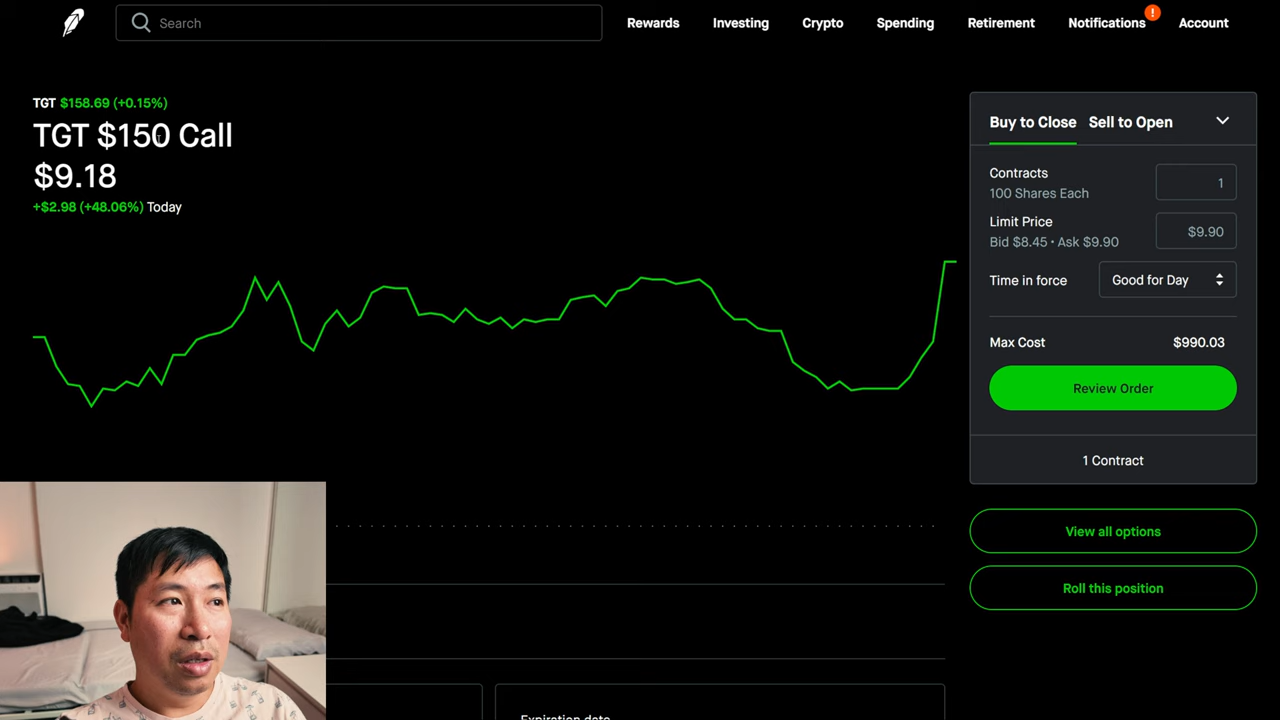 Search
Rewards
Investing
Crypto
Spending
Retirement
Notifications
!
Account
TGT $158.69 (+0.15%)
TGT $150 Call
$9.18
+$2.98 (+48.06%) Today
Buy to Close
Sell to Open
Contracts
100 Shares Each
1
Limit Price
Bid $8.45 • Ask $9.90
$9.90
Time in force
Good for Day
Max Cost
$990.03
Review Order
1 Contract
View all options
Roll this position
Expiration date